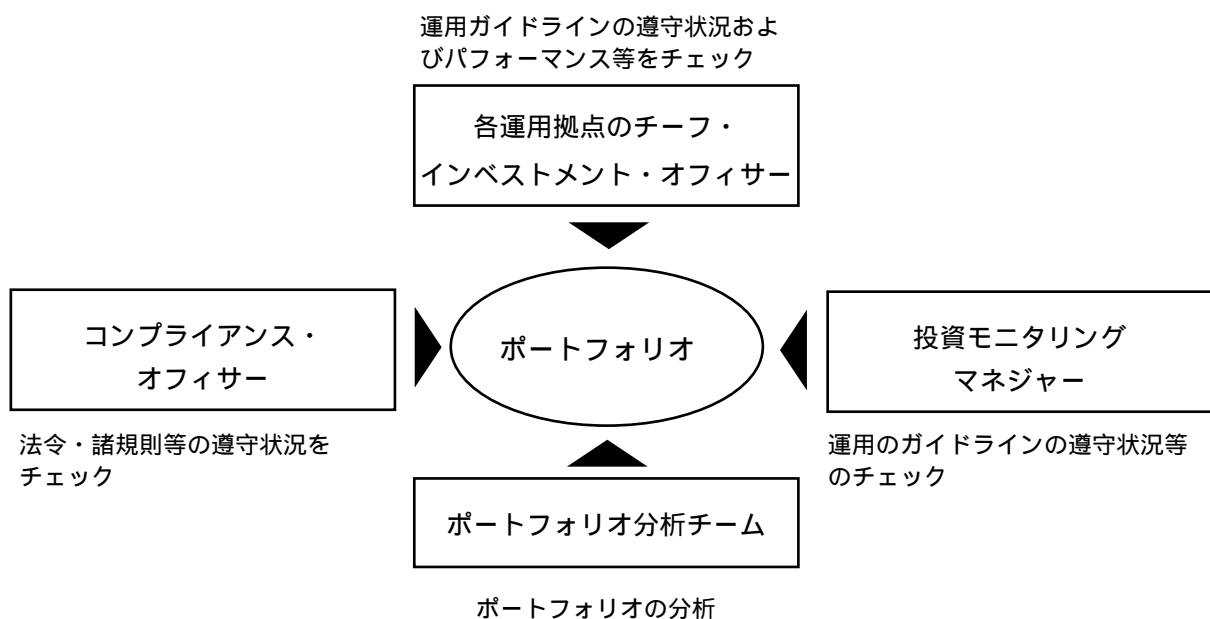 運用ガイドラインの遵守状況およ
びパフォーマンス等をチェック
各運用拠点のチーフ・
インベストメント・オフィサー
コンプライアンス・
オフィサー
法令・諸規則等の遵守状況を
チェック
ポートフォリオ
投資モニタリング
マネジャー
運用のガイドラインの遵守状況等
のチェック
ポートフォリオ分析チーム
ポートフォリオの分析